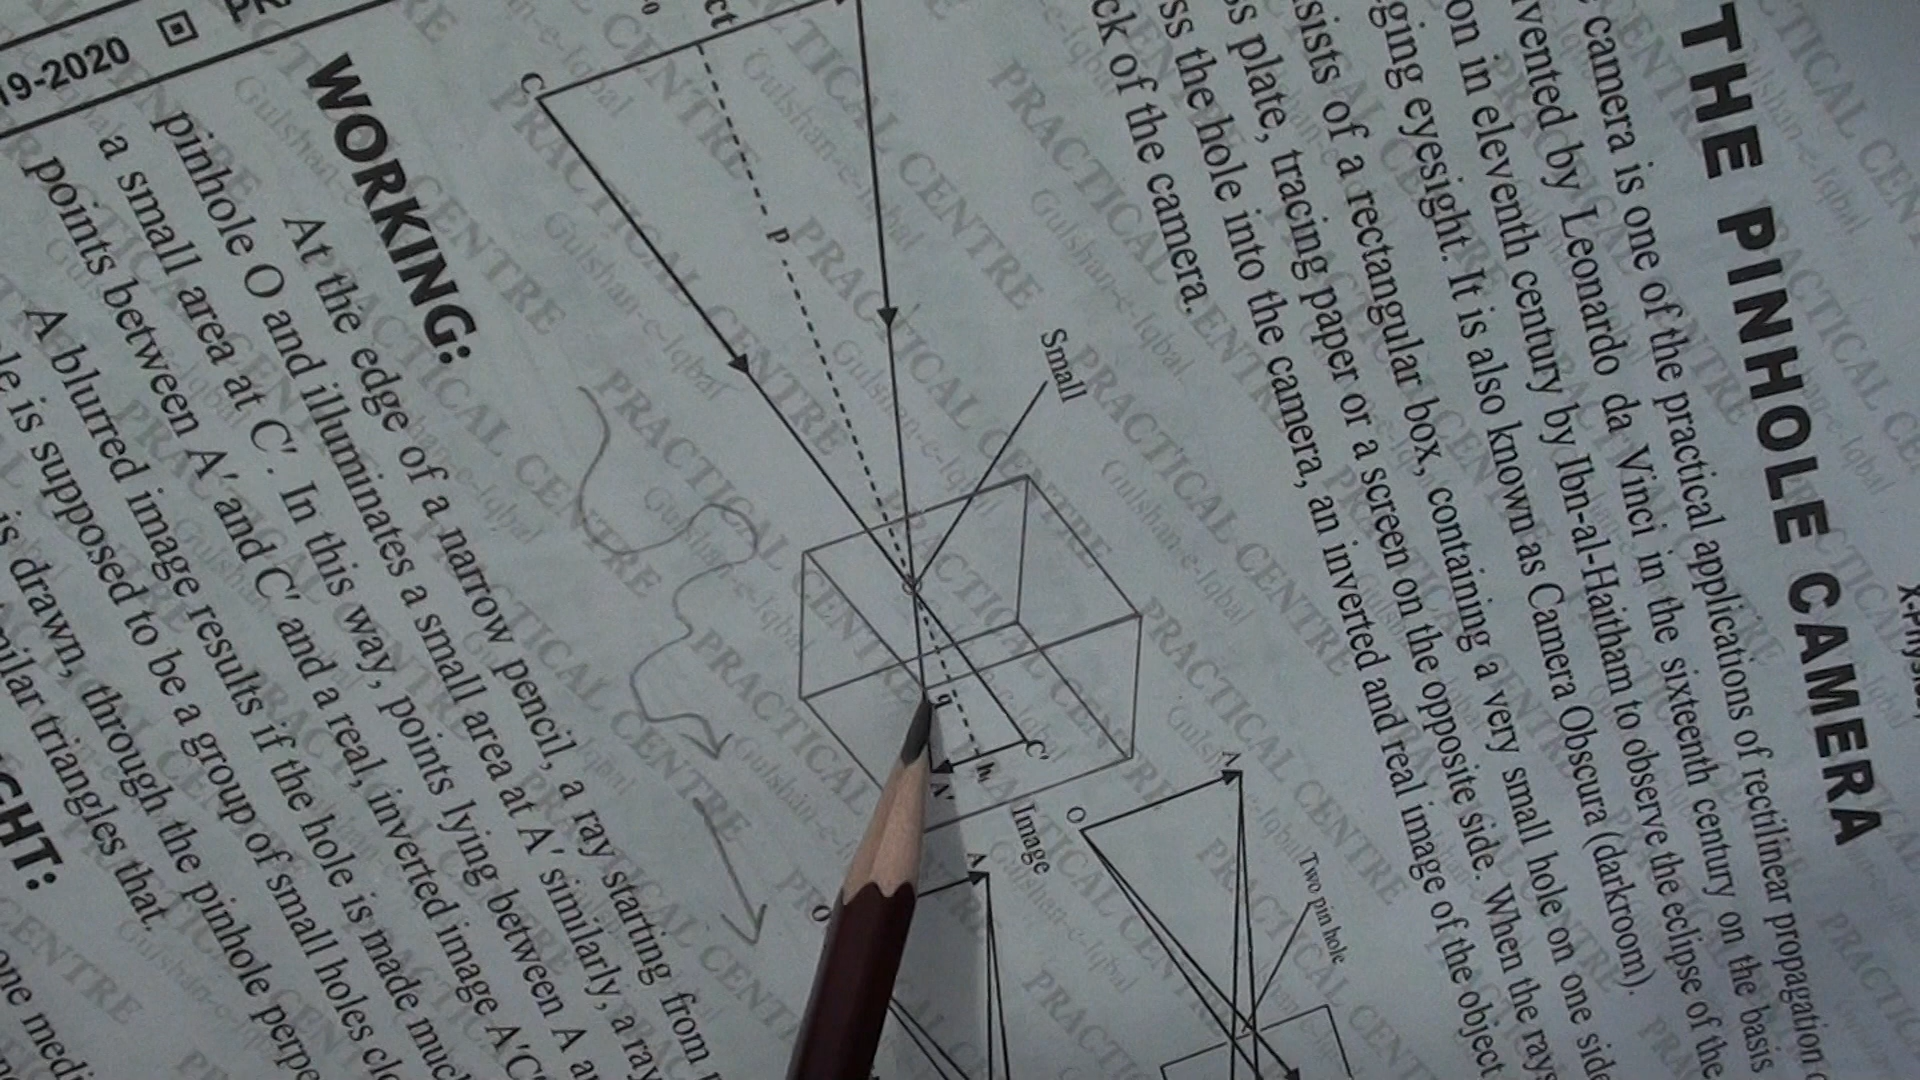 X-Physics,
THE PINHOLE CAMERA
camera is one of the practical applications of rectilinear propagation
vented by Leonardo da Vinci in the sixteenth century on the basis
on in eleventh century by Ibn-al-Haitham to observe the eclipse of the
ging eyesight. It is also known as Camera Obscura (darkroom).
sists of a rectangular box, containing a very small hole on one side
ss plate, tracing paper or a screen on the opposite side. When the rays
ss the hole into the camera, an inverted and real image of the object
ck of the camera.
Small
Two pin hole
A
O
Image
C'
h
A'
q
p
C
ct
A
O
WORKING:
At the edge of a narrow pencil, a ray starting from
pinhole O and illuminates a small area at A' similarly, a ray
a small area at C'. In this way, points lying between A
points between A' and C' and a real, inverted image A'C'
A blurred image results if the hole is made much
le is supposed to be a group of small holes
is drawn, through the pinhole
ilar triangles that.
GHT:
one
19-2020
PRACTICAL CENTRE
Gulshan-e-Iqbal